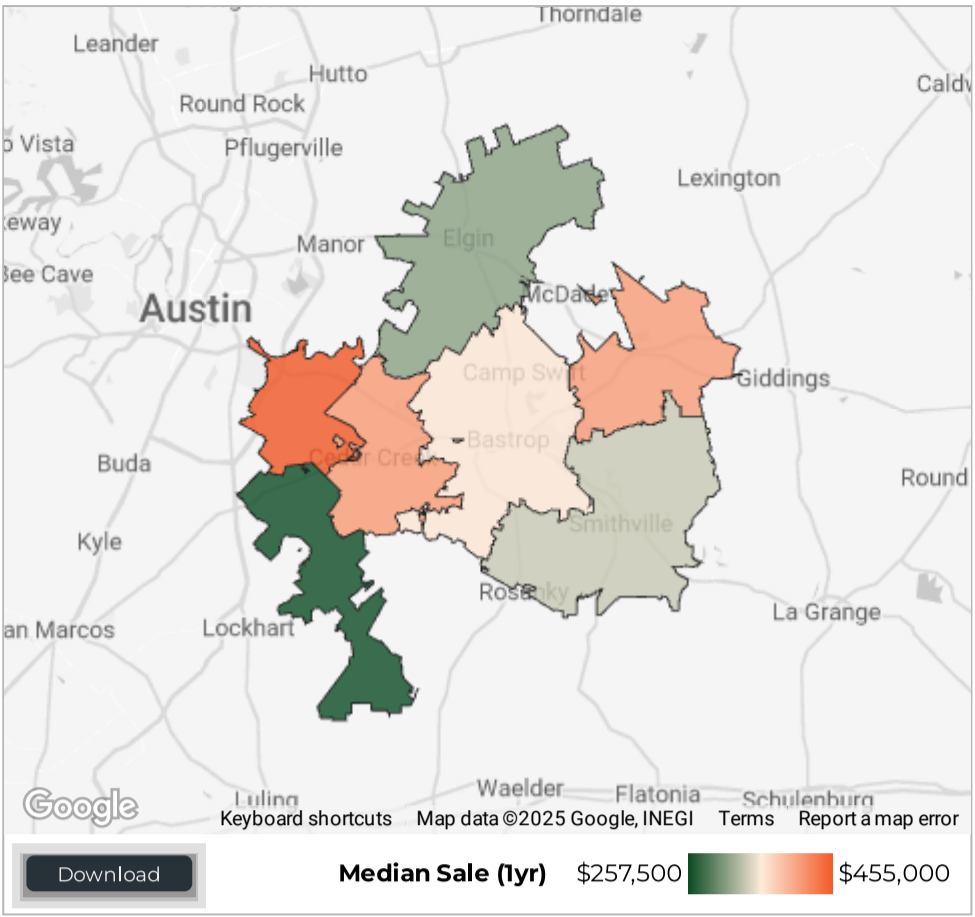 Thorndale
Leander
Hutto
Caldw
Round Rock
o Vista
Pflugerville
Lexington
keway
Manor
Elgin
Bee Cave
McDade
Austin
Camp Swift
Giddings
Bastrop
Cedar Creek
Buda
Round
Smithville
Kyle
Rosanky
La Grange
an Marcos
Lockhart
Waelder
Flatonia
Luling
Schulenburg
Google
Keyboard shortcuts Map data ©2025 Google, INEGI Terms Report a map error
Download
Median Sale (1yr) $257,500 $455,000